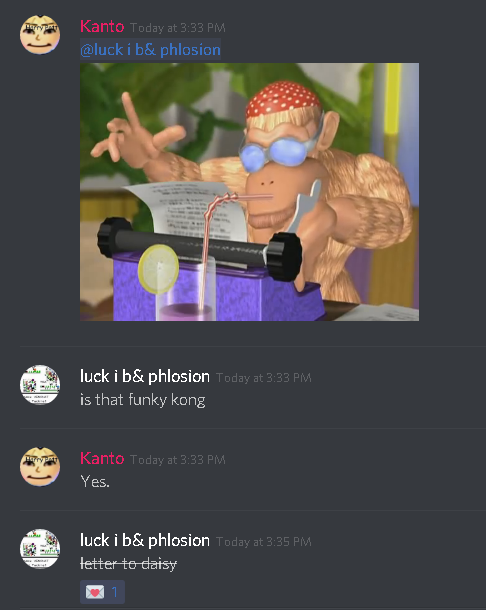 Kanto Today at 3:33 PM
@luck i b& phlosion
luck i b& phlosion Today at 3:33 PM
is that funky kong
Kanto Today at 3:33 PM
Yes.
luck i b& phlosion Today at 3:35 PM
letter to daisy
1